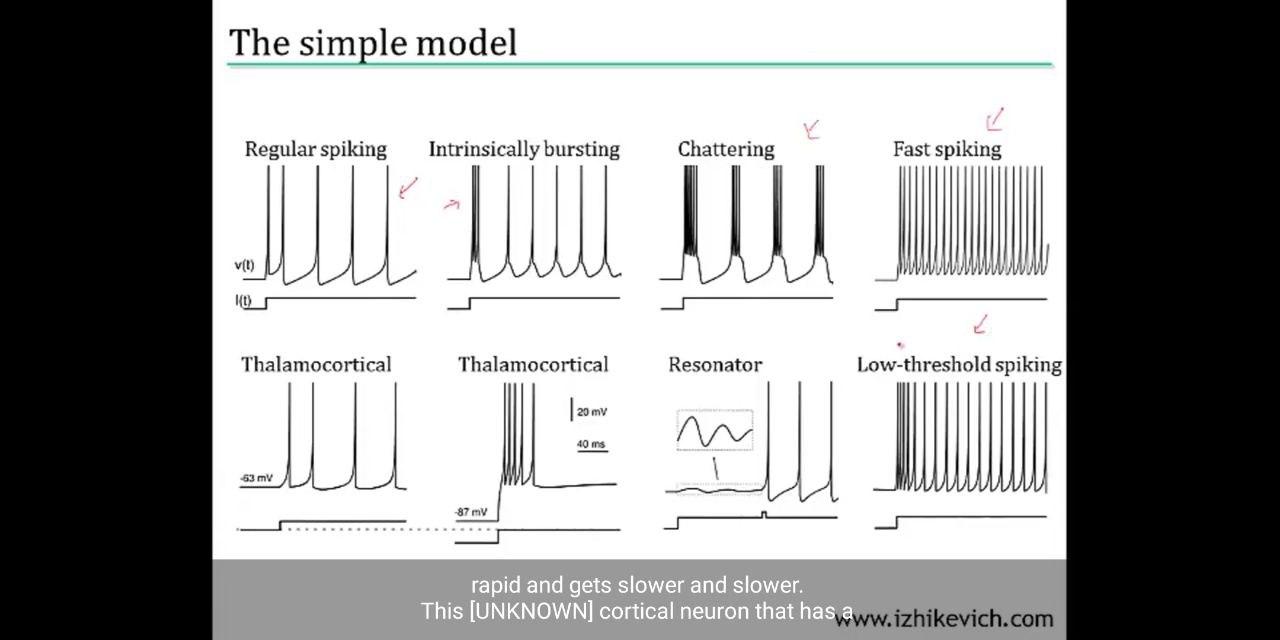 The simple model
Regular spiking
Intrinsically bursting
Chattering
Fast spiking
v(t)
I(t)
Thalamocortical
Thalamocortical
Resonator
Low-threshold spiking
20 mV
40 ms
-63 mV
-87 mV
rapid and gets slower and slower.
This [UNKNOWN] cortical neuron that has a
www.izhikevich.com